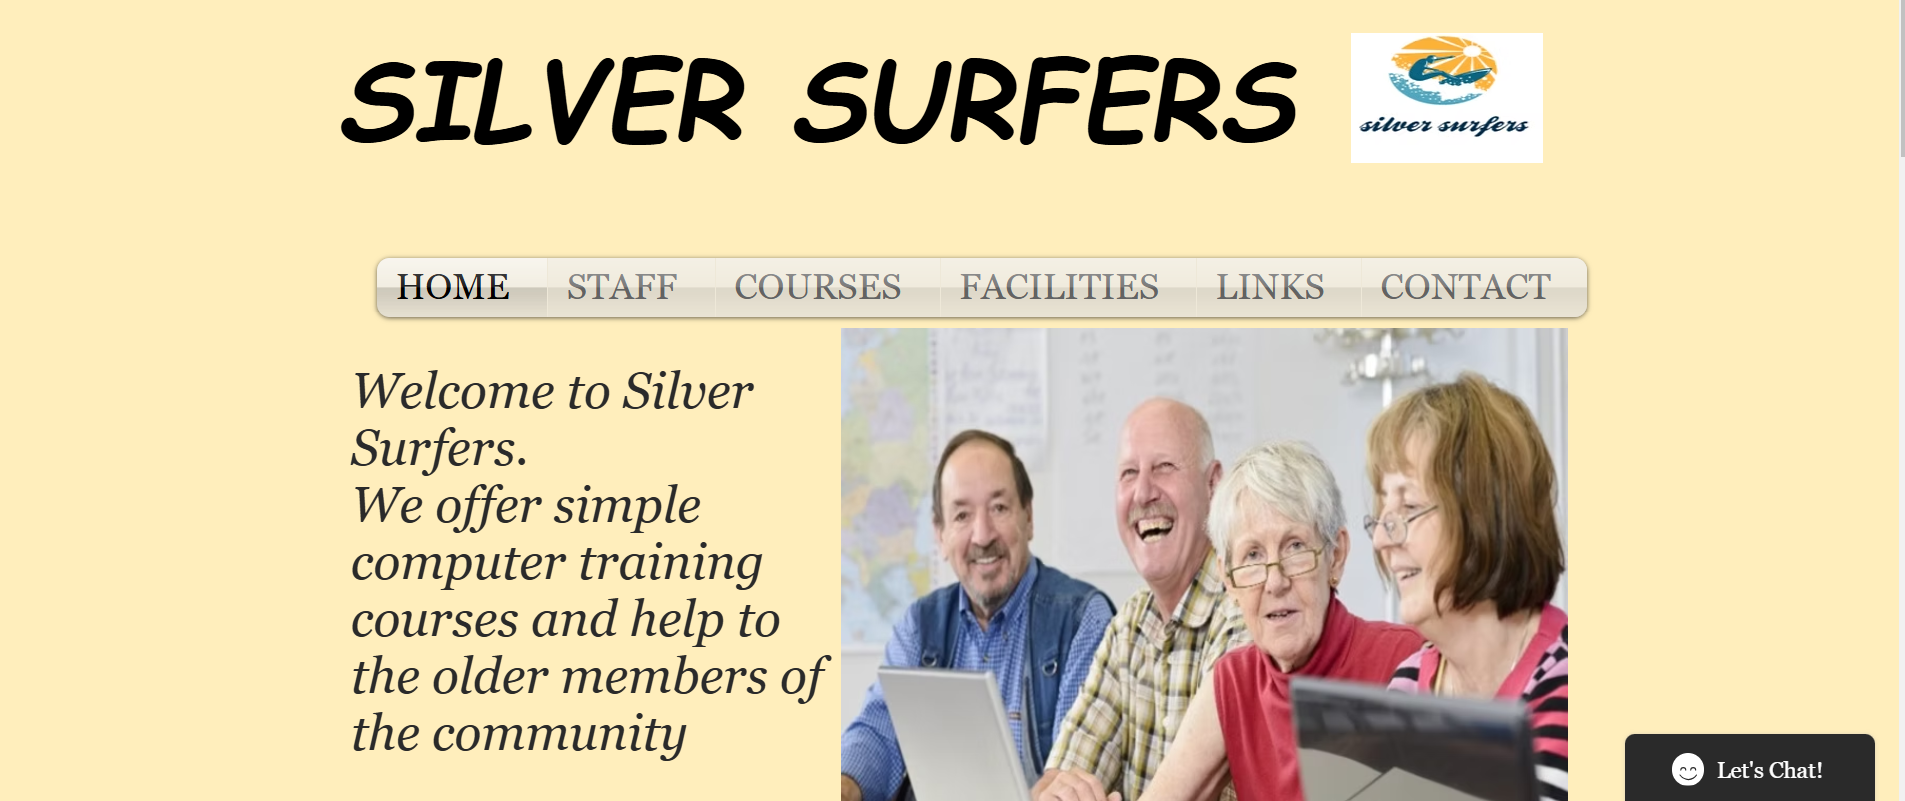 SILVER SURFERS
silver surfers
HOME STAFF COURSES FACILITIES LINKS CONTACT
Welcome to Silver
Surfers.
We offer simple
computer training
courses and help to
the older members of
the community
Let's Chat!